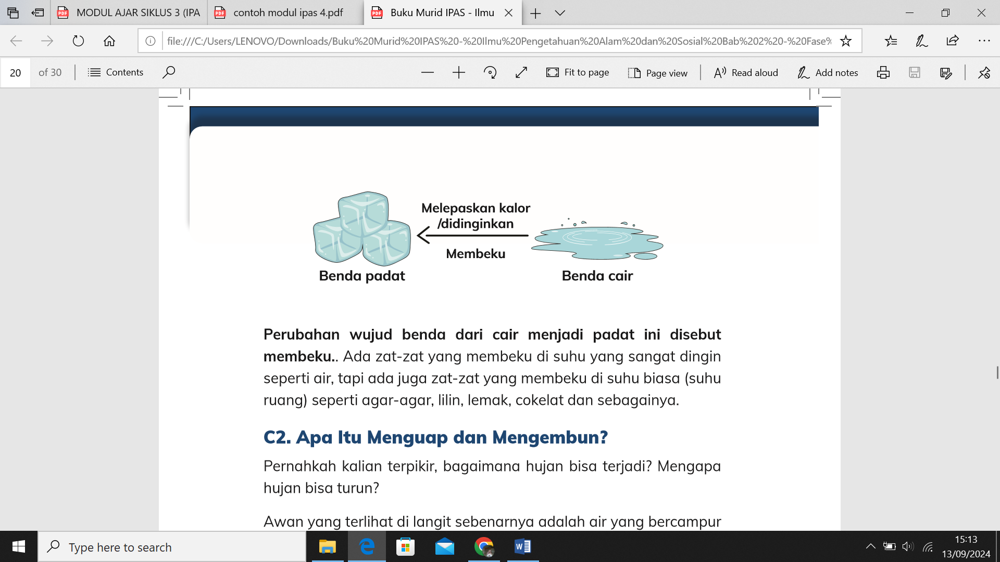 MODUL AJAR SIKLUS 3 (IPA
contoh modul ipas 4.pdf
Buku Murid IPAS - Ilmu
file:///C:/Users/LENOVO/Downloads/Buku%20Murid%20IPAS%20-%20Ilmu%20Pengetahuan%20Alam%20dan%20Sosial%20Bab%202%20-%20Fase%
20 of 30
Contents
Fit to page
Page view
Read aloud
Add notes
Melepaskan kalor
/didinginkan
Membeku
Benda padat
Benda cair
Perubahan wujud benda dari cair menjadi padat ini disebut
membeku.. Ada zat-zat yang membeku di suhu yang sangat dingin
seperti air, tapi ada juga zat-zat yang membeku di suhu biasa (suhu
ruang) seperti agar-agar, lilin, lemak, cokelat dan sebagainya.
C2. Apa Itu Menguap dan Mengembun?
Pernahkah kalian terpikir, bagaimana hujan bisa terjadi? Mengapa
hujan bisa turun?
Awan yang terlihat di langit sebenarnya adalah air yang bercampur
Type here to search
15:13
13/09/2024